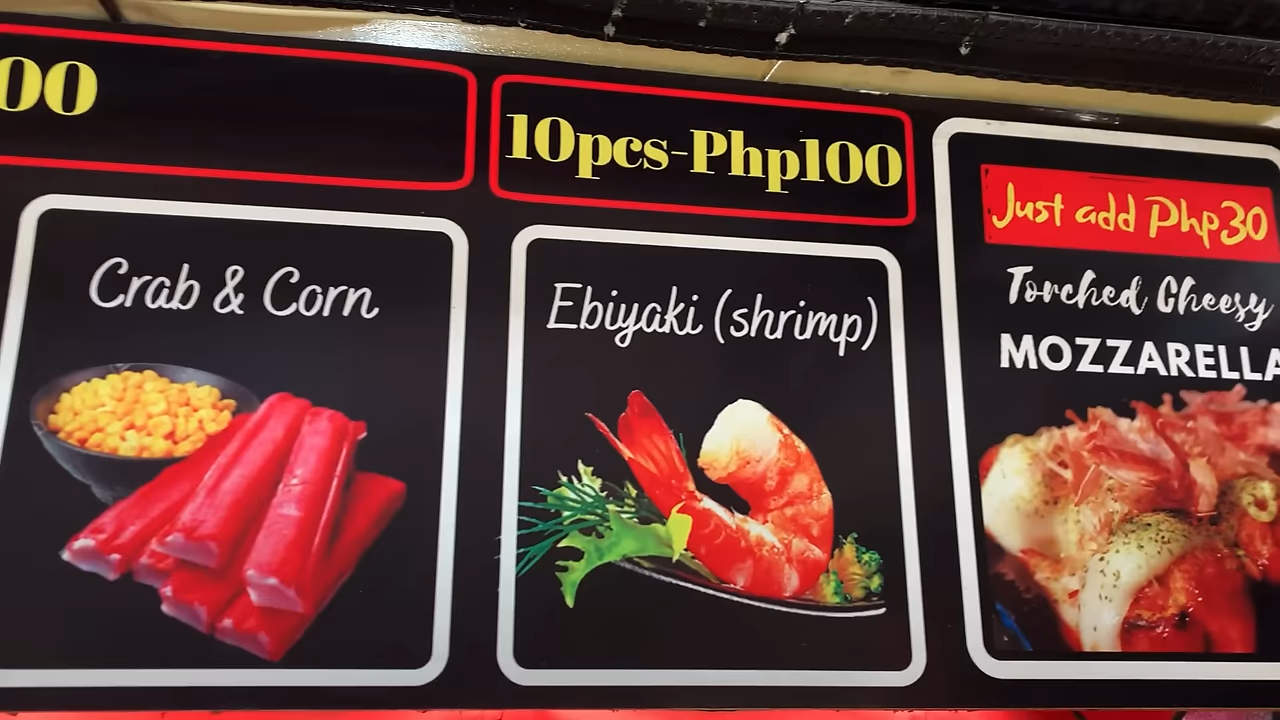 00
10pcs-Php100
Just add Php30
Crab & Corn
Ebiyaki (shrimp)
Torched Cheesy
MOZZARELLA